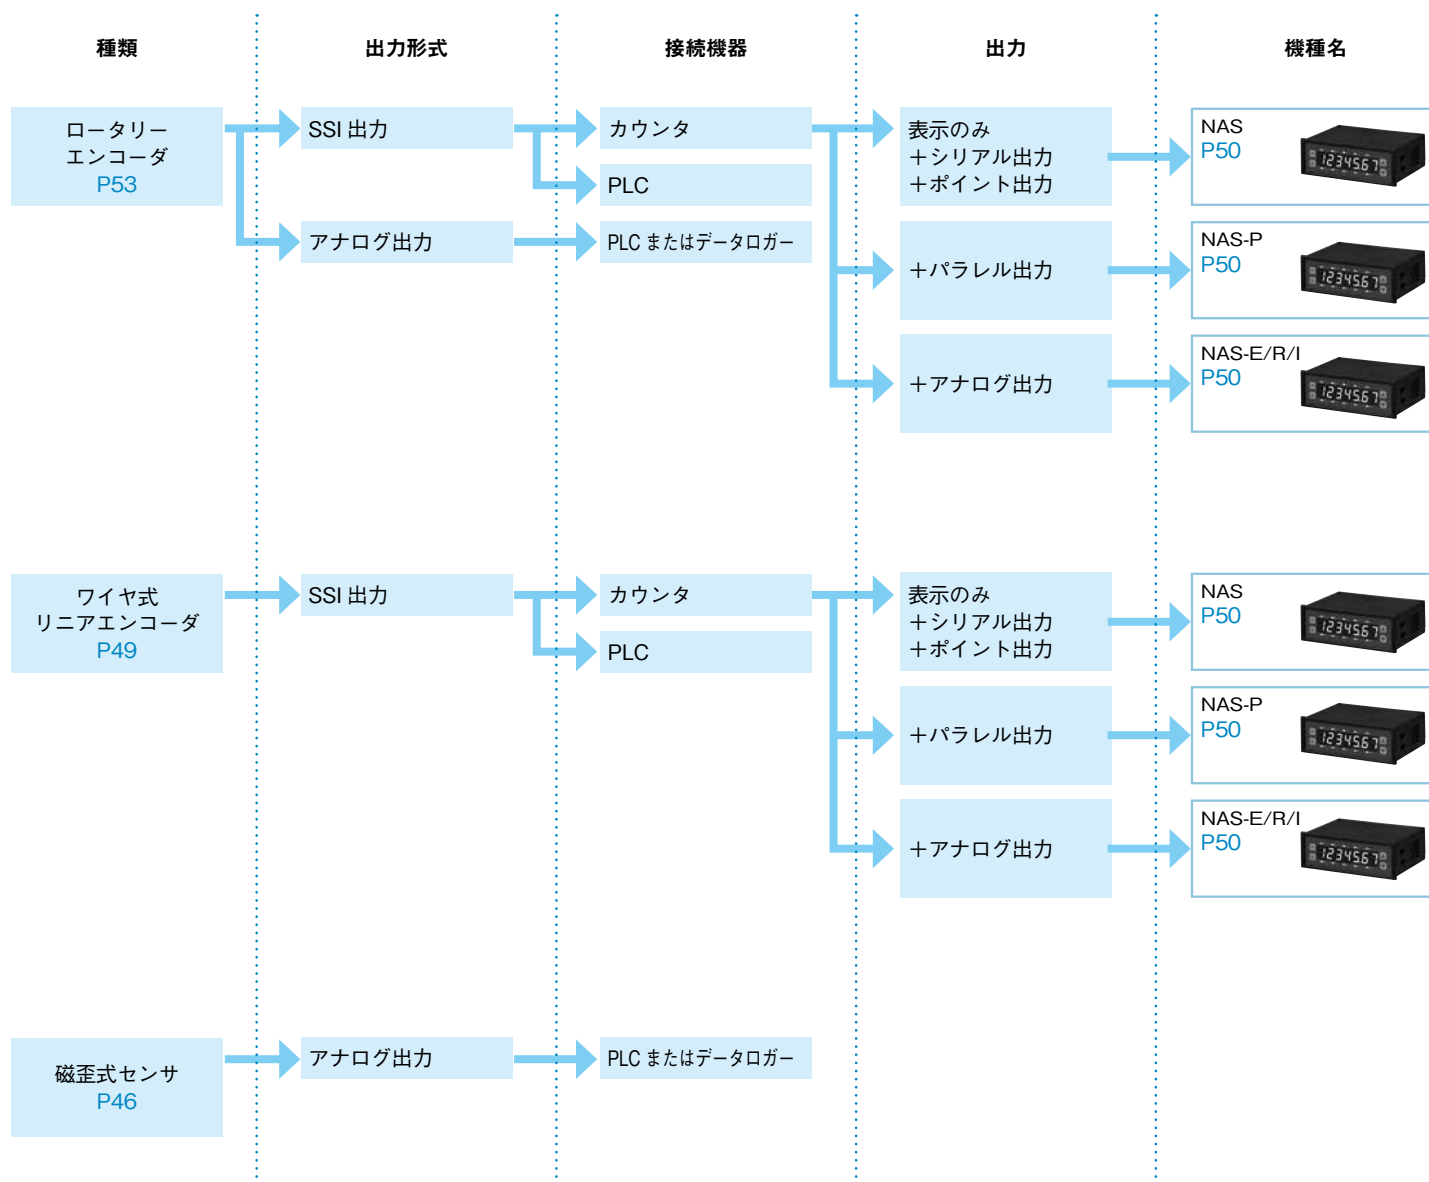 種類
出力形式
接続機器
出力
機種名
ロータリー
エンコーダ
P53
SSI 出力
カウンタ
表示のみ
＋シリアル出力
＋ポイント出力
NAS
P50
1234567
PLC
アナログ出力
PLC またはデータロガー
＋パラレル出力
NAS-P
P50
1234567
＋アナログ出力
NAS-E/R/I
P50
1234567
ワイヤ式
リニアエンコーダ
P49
SSI 出力
カウンタ
表示のみ
＋シリアル出力
＋ポイント出力
NAS
P50
1234567
PLC
＋パラレル出力
NAS-P
P50
1234567
＋アナログ出力
NAS-E/R/I
P50
1234567
磁歪式センサ
P46
アナログ出力
PLC またはデータロガー